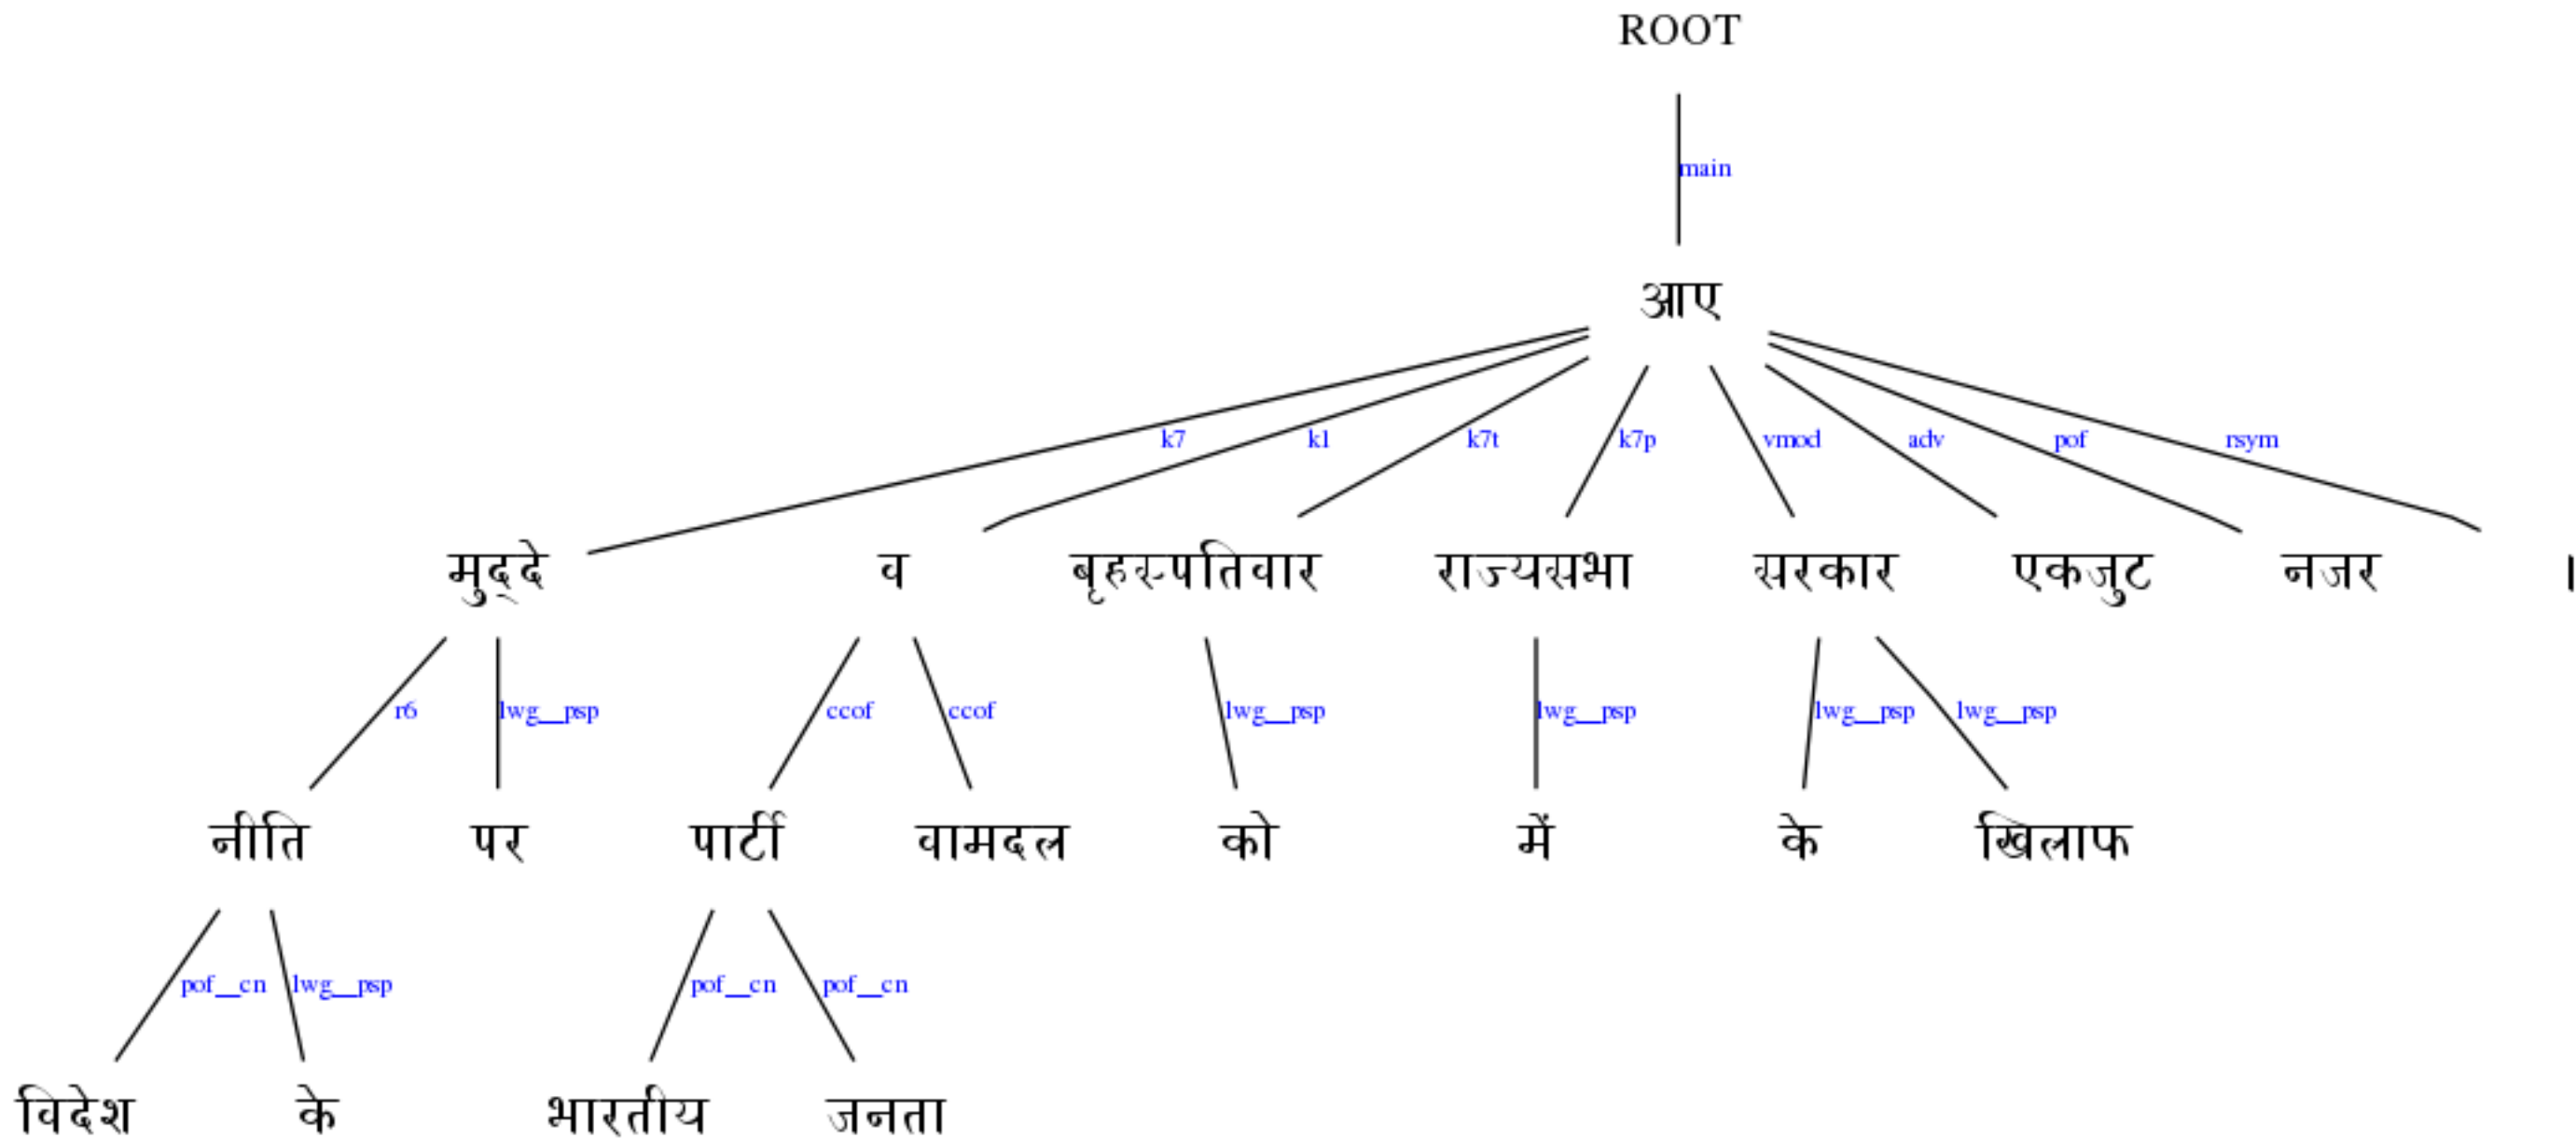 ROOT
main
आए
k7 k1 k7t k7p vmod adv pof rsym
मुद्दे व बृहस्पतिवार राज्यसभा सरकार एकजुट नजर ।
r6 lwg__psp ccof ccof lwg__psp lwg__psp lwg__psp lwg__psp
नीति पर पार्टी वामदल को में के खिलाफ
pof__cn lwg__psp pof__cn pof__cn
विदेश के भारतीय जनता